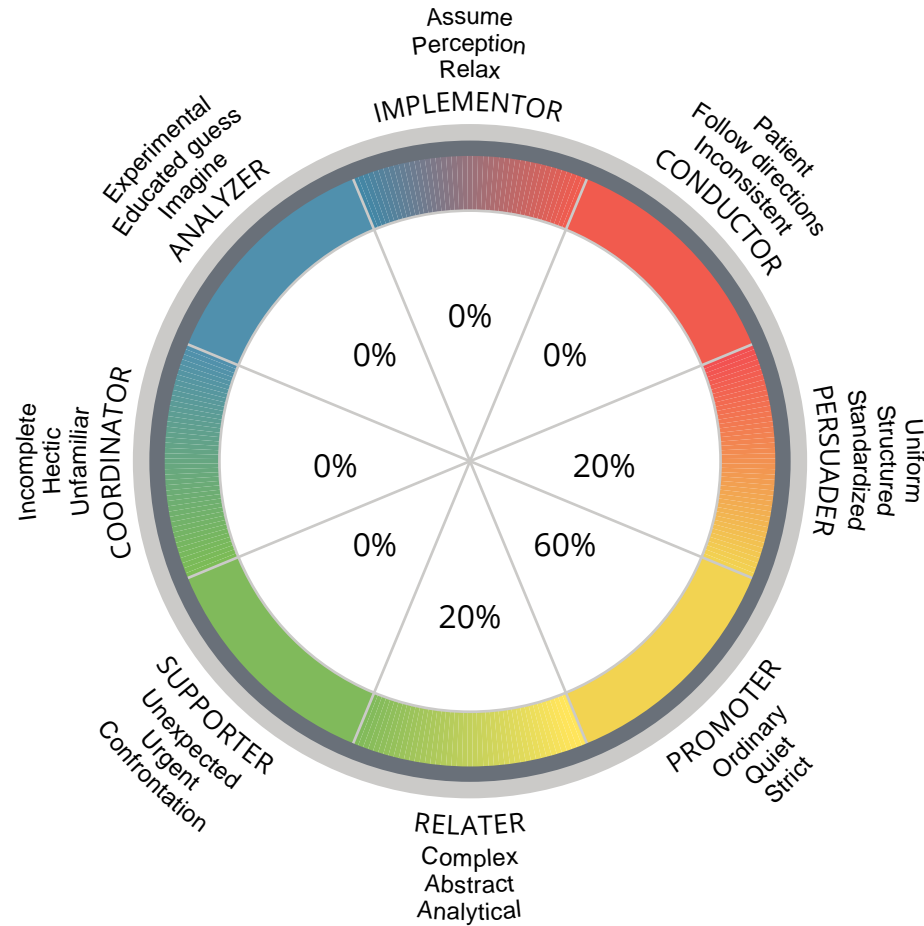 Assume
Perception
Relax
IMPLEMENTOR
Patient
Follow directions
Inconsistent
CONDUCTOR
Experimental
Educated guess
Imagine
ANALYZER
0%
0%
0%
Incomplete
Hectic
Unfamiliar
COORDINATOR
0%
20%
Uniform
Structured
Standardized
PERSUADER
0%
60%
20%
SUPPORTER
Unexpected
Urgent
Confrontation
PROMOTER
Ordinary
Quiet
Strict
RELATER
Complex
Abstract
Analytical